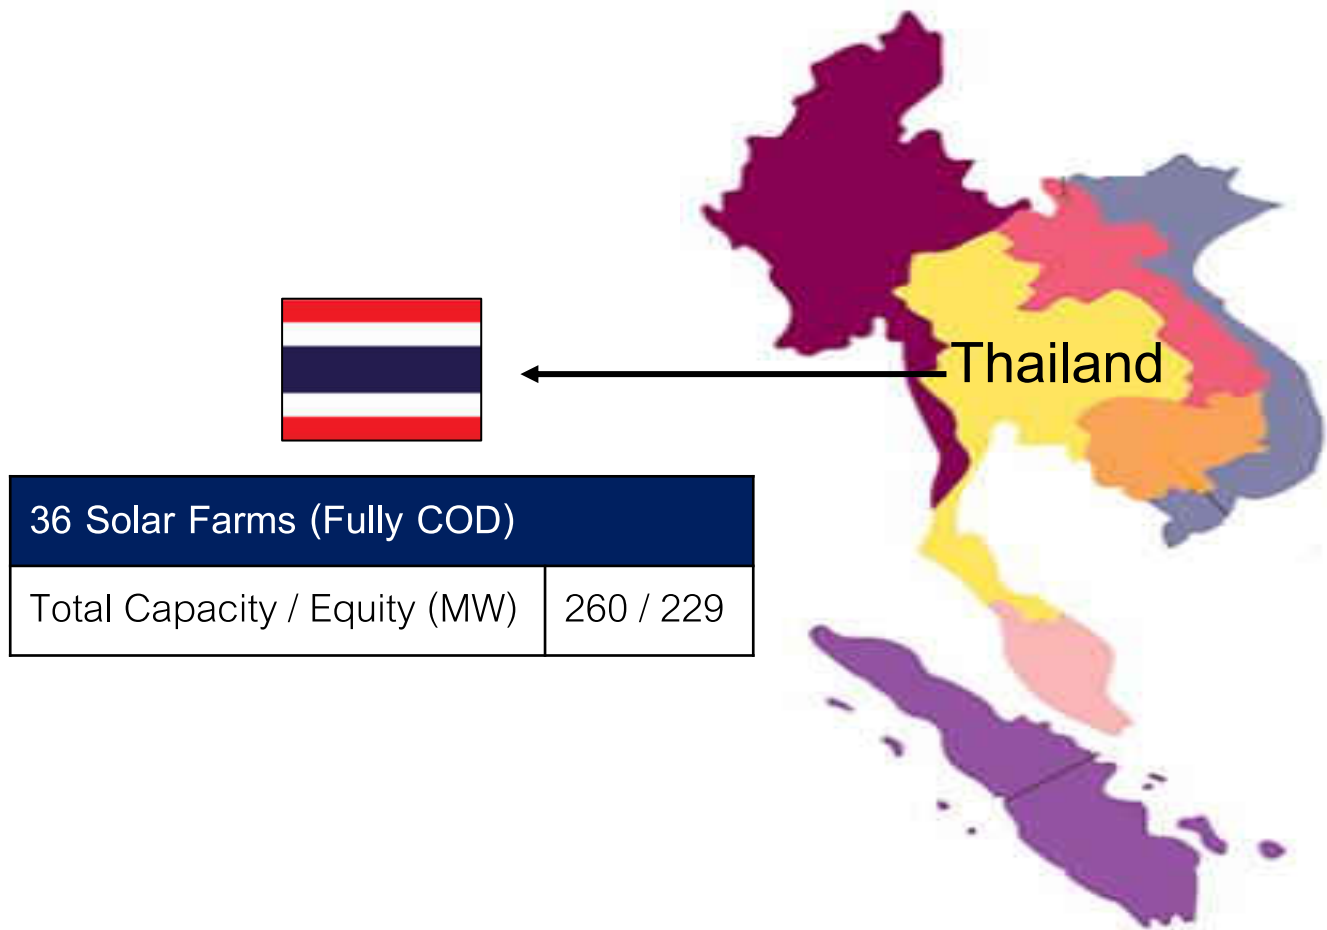 Thailand
36 Solar Farms (Fully COD)
Total Capacity / Equity (MW) 260 / 229